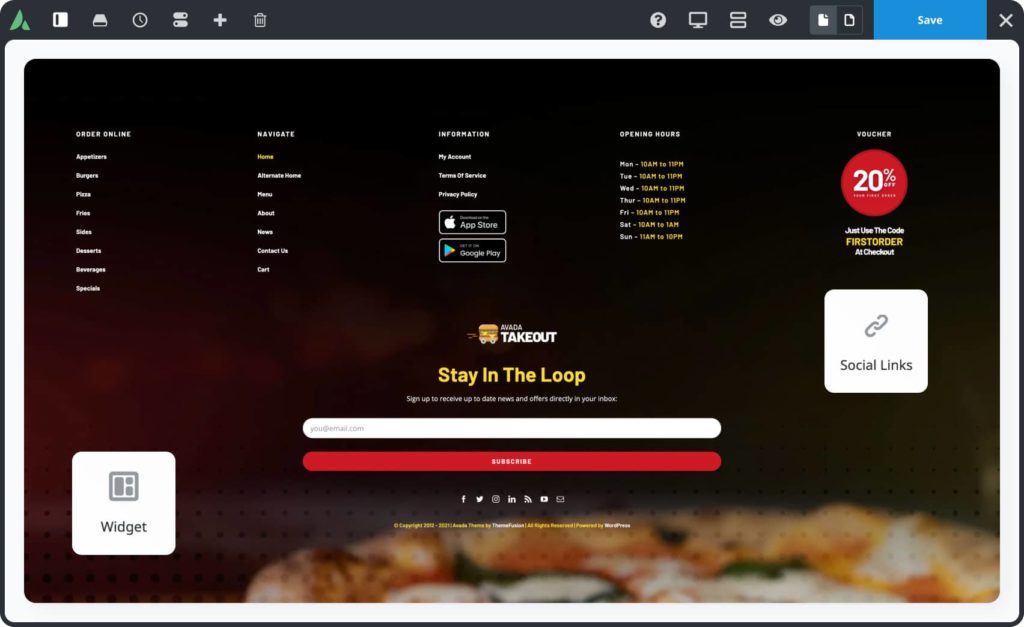 Save
ORDER ONLINE
Appetizers
Burgers
Pizza
Fries
Sides
Desserts
Beverages
Specials
NAVIGATE
Home
Alternate Home
Menu
About
News
Contact Us
Cart
INFORMATION
My Account
Terms Of Service
Privacy Policy
Download on the
App Store
GET IT ON
Google Play
OPENING HOURS
Mon – 10AM to 11PM
Tue – 10AM to 11PM
Wed – 10AM to 11PM
Thur – 10AM to 11PM
Fri – 10AM to 11PM
Sat – 10AM to 1AM
Sun – 11AM to 10PM
VOUCHER
20% OFF
YOUR FIRST ORDER
Just Use The Code
FIRSTORDER
At Checkout
Social Links
AVADA
TAKEOUT
Stay In The Loop
Sign up to receive up to date news and offers directly in your inbox:
you@email.com
SUBSCRIBE
Widget
© Copyright 2012 - 2021 | Avada Theme by ThemeFusion | All Rights Reserved | Powered by WordPress